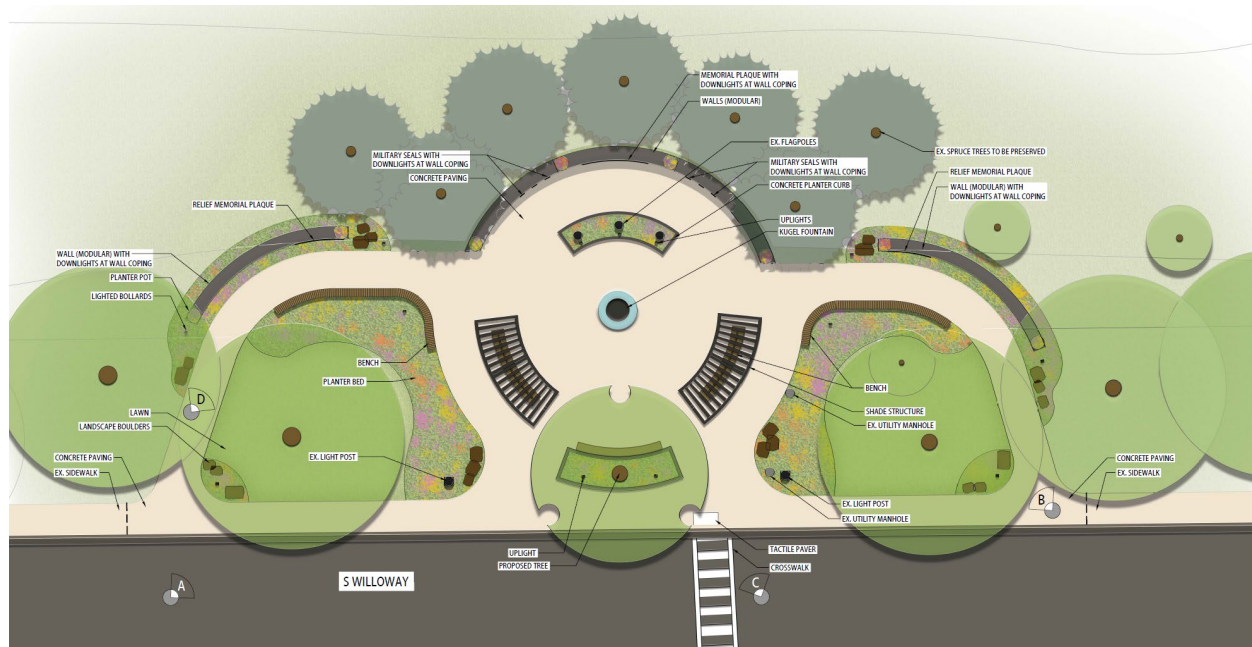 MEMORIAL PLAQUE WITH
DOWNLIGHTS AT WALL COPING
WALLS (MODULAR)
EX. FLAGPOLES
MILITARY SEALS WITH
DOWNLIGHTS AT WALL COPING
CONCRETE PAVING
EX. SPRUCE TREES TO BE PRESERVED
MILITARY SEALS WITH
DOWNLIGHTS AT WALL COPING
CONCRETE PLANTER CURB
RELIEF MEMORIAL PLAQUE
WALL (MODULAR) WITH
DOWNLIGHTS AT WALL COPING
RELIEF MEMORIAL PLAQUE
UPLIGHTS
KUGEL FOUNTAIN
WALL (MODULAR) WITH
DOWNLIGHTS AT WALL COPING
PLANTER POT
LIGHTED BOLLARDS
BENCH
PLANTER BED
BENCH
D
LAWN
SHADE STRUCTURE
LANDSCAPE BOULDERS
EX. UTILITY MANHOLE
CONCRETE PAVING
EX. SIDEWALK
EX. LIGHT POST
CONCRETE PAVING
EX. SIDEWALK
B
EX. LIGHT POST
EX. UTILITY MANHOLE
UPLIGHT
PROPOSED TREE
TACTILE PAVER
CROSSWALK
A
S WILLOWAY
C